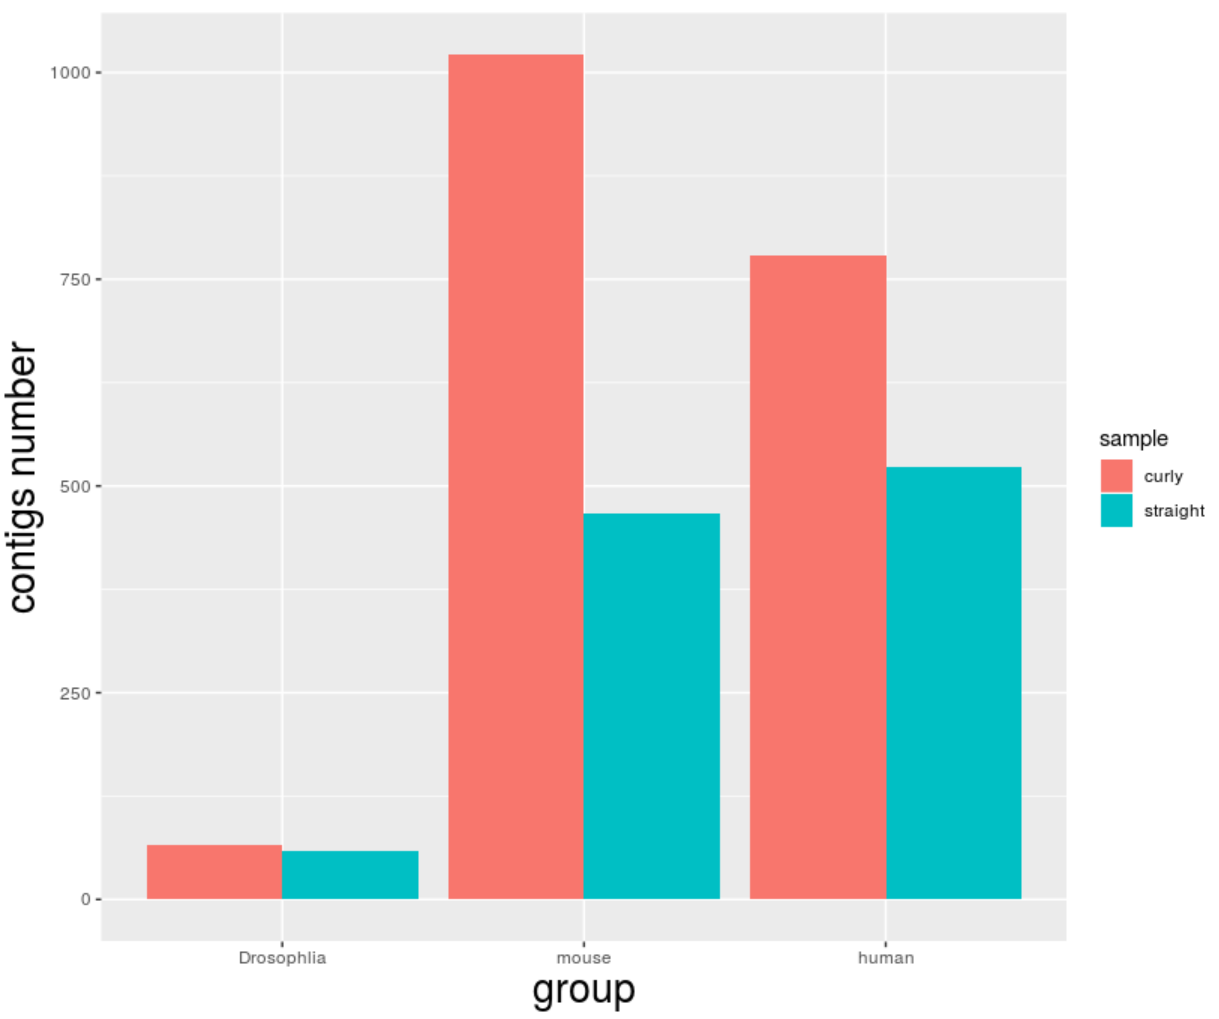 contigs number
1000
750
500
250
0
Drosophlia
mouse
human
group
sample
curly
straight